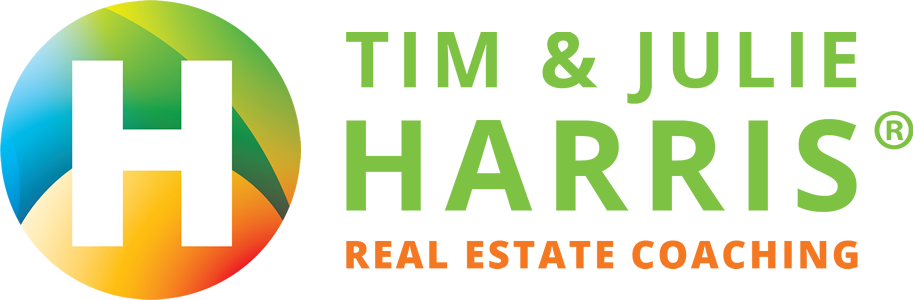 H
TIM & JULIE
HARRIS®
REAL ESTATE COACHING